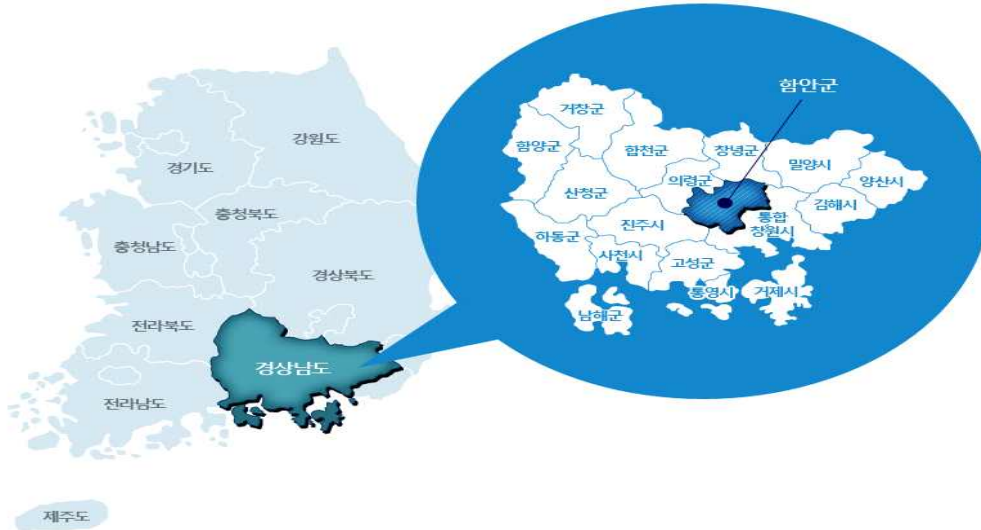 강원도
경기도
충청북도
충청남도
경상북도
전라북도
경상남도
전라남도
제주도
함안군
거창군
함양군
합천군
창녕군
밀양시
양산시
의령군
산청군
김해시
통합
창원시
진주시
하동군
사천시
고성군
통영시
거제시
남해군